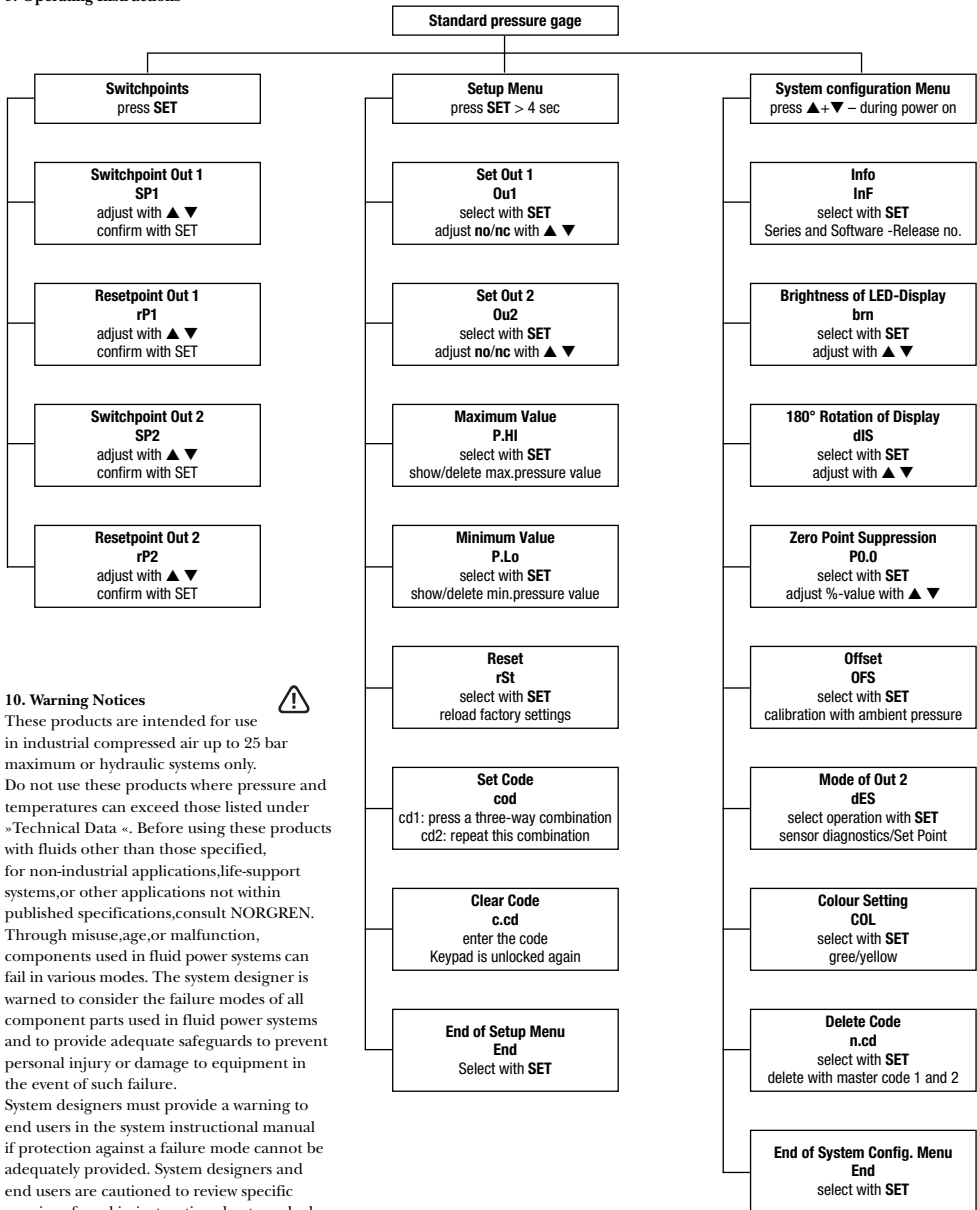 Standard pressure gage
Switchpoints
press SET
Switchpoint Out 1
SP1
adjust with ▲ ▼
confirm with SET
Resetpoint Out 1
rP1
adjust with ▲ ▼
confirm with SET
Switchpoint Out 2
SP2
adjust with ▲ ▼
confirm with SET
Resetpoint Out 2
rP2
adjust with ▲ ▼
confirm with SET
Setup Menu
press SET > 4 sec
Set Out 1
Ou1
select with SET
adjust no/nc with ▲ ▼
Set Out 2
Ou2
select with SET
adjust no/nc with ▲ ▼
Maximum Value
P.HI
select with SET
show/delete max.pressure value
Minimum Value
P.Lo
select with SET
show/delete min.pressure value
Reset
rSt
select with SET
reload factory settings
Set Code
cod
cd1: press a three-way combination
cd2: repeat this combination
Clear Code
c.cd
enter the code
Keypad is unlocked again
End of Setup Menu
End
Select with SET
System configuration Menu
press ▲+▼ – during power on
Info
InF
select with SET
Series and Software -Release no.
Brightness of LED-Display
brn
select with SET
adjust with ▲ ▼
180° Rotation of Display
dIS
select with SET
adjust with ▲ ▼
Zero Point Suppression
P0.0
select with SET
adjust %-value with ▲ ▼
Offset
OFS
select with SET
calibration with ambient pressure
Mode of Out 2
dES
select operation with SET
sensor diagnostics/Set Point
Colour Setting
COL
select with SET
gree/yellow
Delete Code
n.cd
select with SET
delete with master code 1 and 2
End of System Config. Menu
End
select with SET
10. Warning Notices
These products are intended for use
in industrial compressed air up to 25 bar
maximum or hydraulic systems only.
Do not use these products where pressure and
temperatures can exceed those listed under
»Technical Data «. Before using these products
with fluids other than those specified,
for non-industrial applications,life-support
systems,or other applications not within
published specifications,consult NORGREN.
Through misuse,age,or malfunction,
components used in fluid power systems can
fail in various modes. The system designer is
warned to consider the failure modes of all
component parts used in fluid power systems
and to provide adequate safeguards to prevent
personal injury or damage to equipment in
the event of such failure.
System designers must provide a warning to
end users in the system instructional manual
if protection against a failure mode cannot be
adequately provided. System designers and
end users are cautioned to review specific